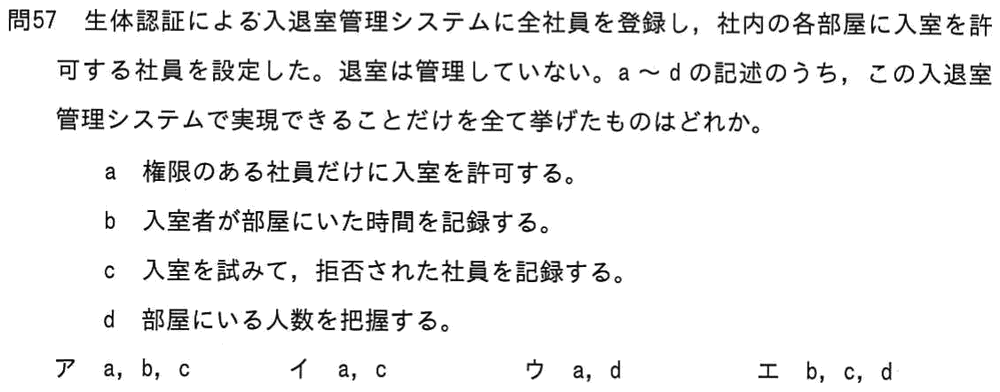 問57 生体認証による入退室管理システムに全社員を登録し，社内の各部屋に入室を許
可する社員を設定した。退室は管理していない。a～dの記述のうち，この入退室
管理システムで実現できることだけを全て挙げたものはどれか。
a 権限のある社員だけに入室を許可する。
b 入室者が部屋にいた時間を記録する。
c 入室を試みて，拒否された社員を記録する。
d 部屋にいる人数を把握する。
ア a，b，c イ a，c ウ a，d エ b，c，d